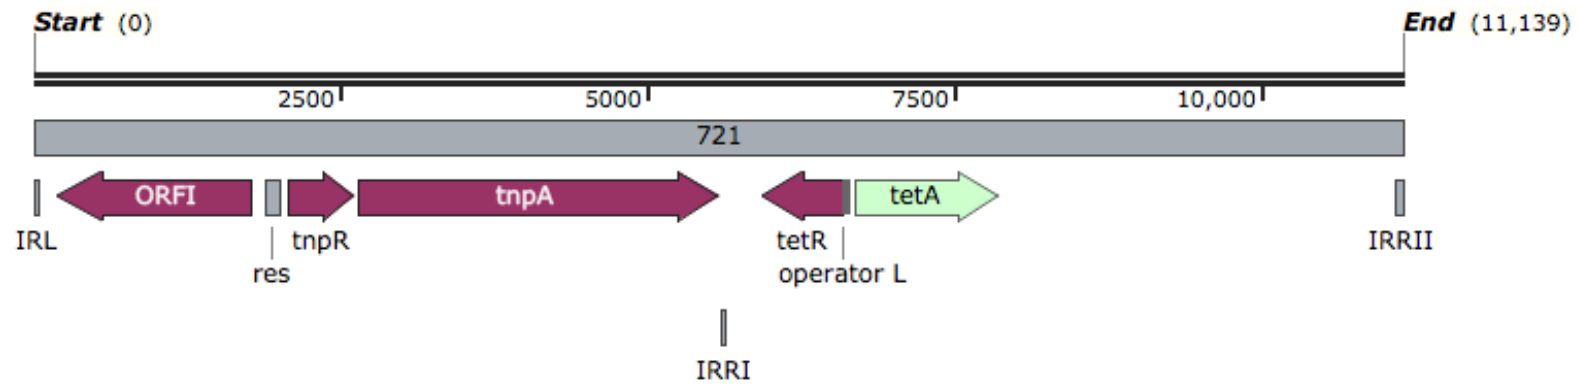 Start (0)
End (11,139)
2500
5000
7500
10,000
721
ORFI
tnpA
tetA
IRL
tnpR
tetR
IRRII
res
operator L
IRRI